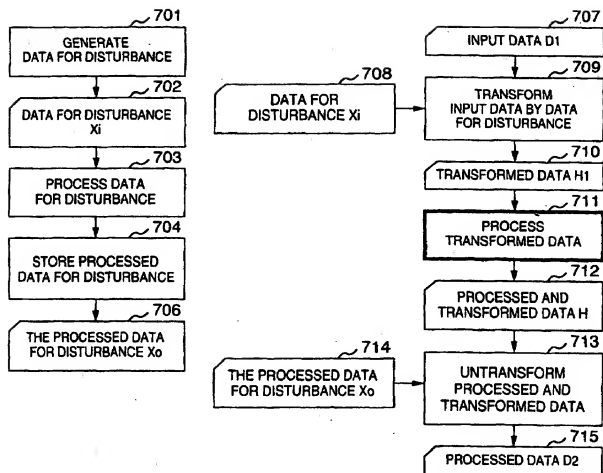 701
GENERATE
DATA FOR DISTURBANCE
702
DATA FOR DISTURBANCE
Xi
703
PROCESS DATA
FOR DISTURBANCE
704
STORE PROCESSED
DATA FOR DISTURBANCE
706
THE PROCESSED DATA
FOR DISTURBANCE Xo
707
INPUT DATA D1
708
DATA FOR
DISTURBANCE Xi
709
TRANSFORM
INPUT DATA BY DATA
FOR DISTURBANCE
710
TRANSFORMED DATA H1
711
PROCESS
TRANSFORMED DATA
712
PROCESSED AND
TRANSFORMED DATA H
714
THE PROCESSED DATA
FOR DISTURBANCE Xo
713
UNTRANSFORM
PROCESSED AND
TRANSFORMED DATA
715
PROCESSED DATA D2